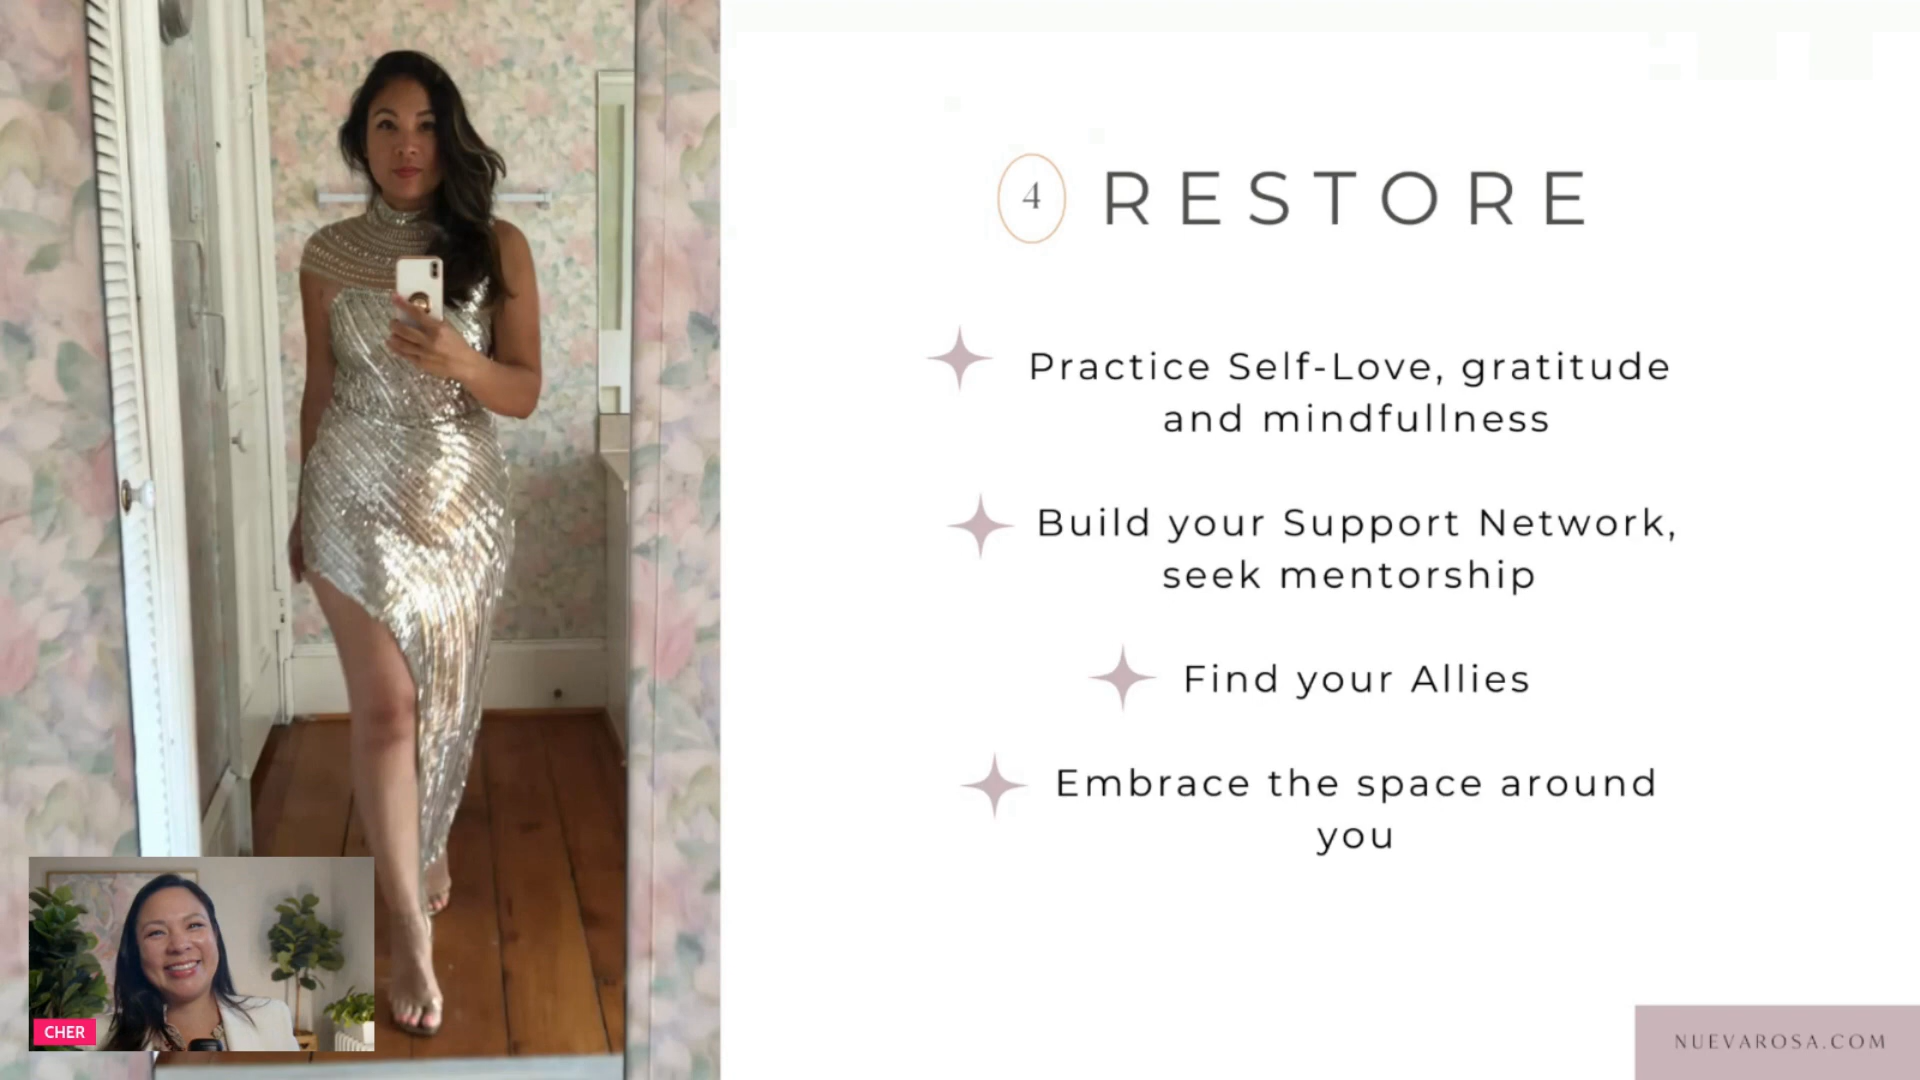 4 RESTORE
Practice Self-Love, gratitude
and mindfullness
Build your Support Network,
seek mentorship
Find your Allies
Embrace the space around
you
CHER
NUEVAROSA.COM